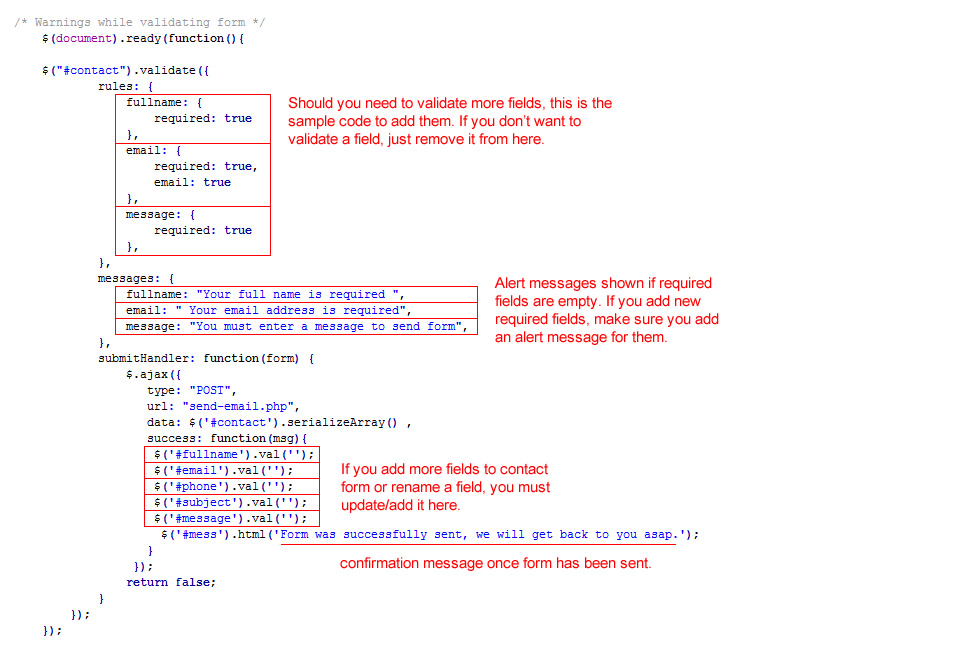 /* Warnings while validating form */
$(document).ready(function(){
$("#contact").validate({
rules: {
fullname: {
required: true
},
email: {
required: true,
email: true
},
message: {
required: true
},
},
Should you need to validate more fields, this is the
sample code to add them. If you don’t want to
validate a field, just remove it from here.
messages: {
fullname: "Your full name is required ",
email: " Your email address is required",
message: "You must enter a message to send form",
},
Alert messages shown if required
fields are empty. If you add new
required fields, make sure you add
an alert message for them.
submitHandler: function(form) {
$.ajax({
type: "POST",
url: "send-email.php",
data: $('#contact').serializeArray() ,
success: function(msg){
$('#fullname').val('');
$('#email').val('');
$('#phone').val('');
$('#subject').val('');
$('#message').val('');
If you add more fields to contact
form or rename a field, you must
update/add it here.
$('#mess').html('Form was successfully sent, we will get back to you asap.');
confirmation message once form has been sent.
}
});
return false;
}
});
});